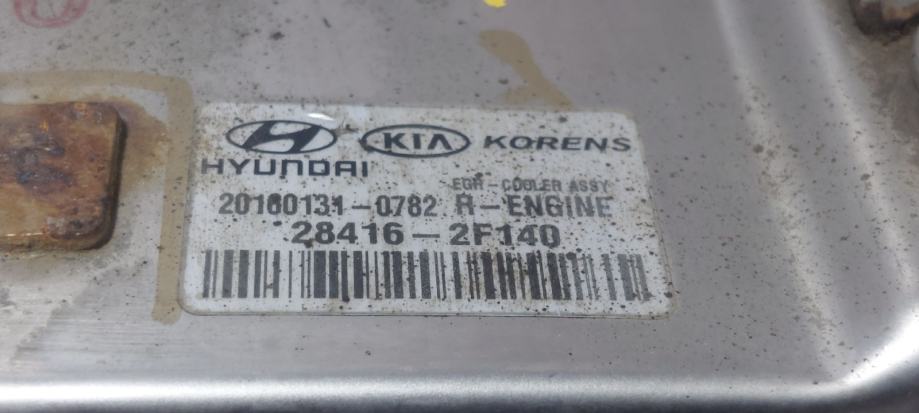 HYUNDAI KIA KORENS
EGR-COOLER ASSY
20160131-0782 R-ENGINE
28416-2F140